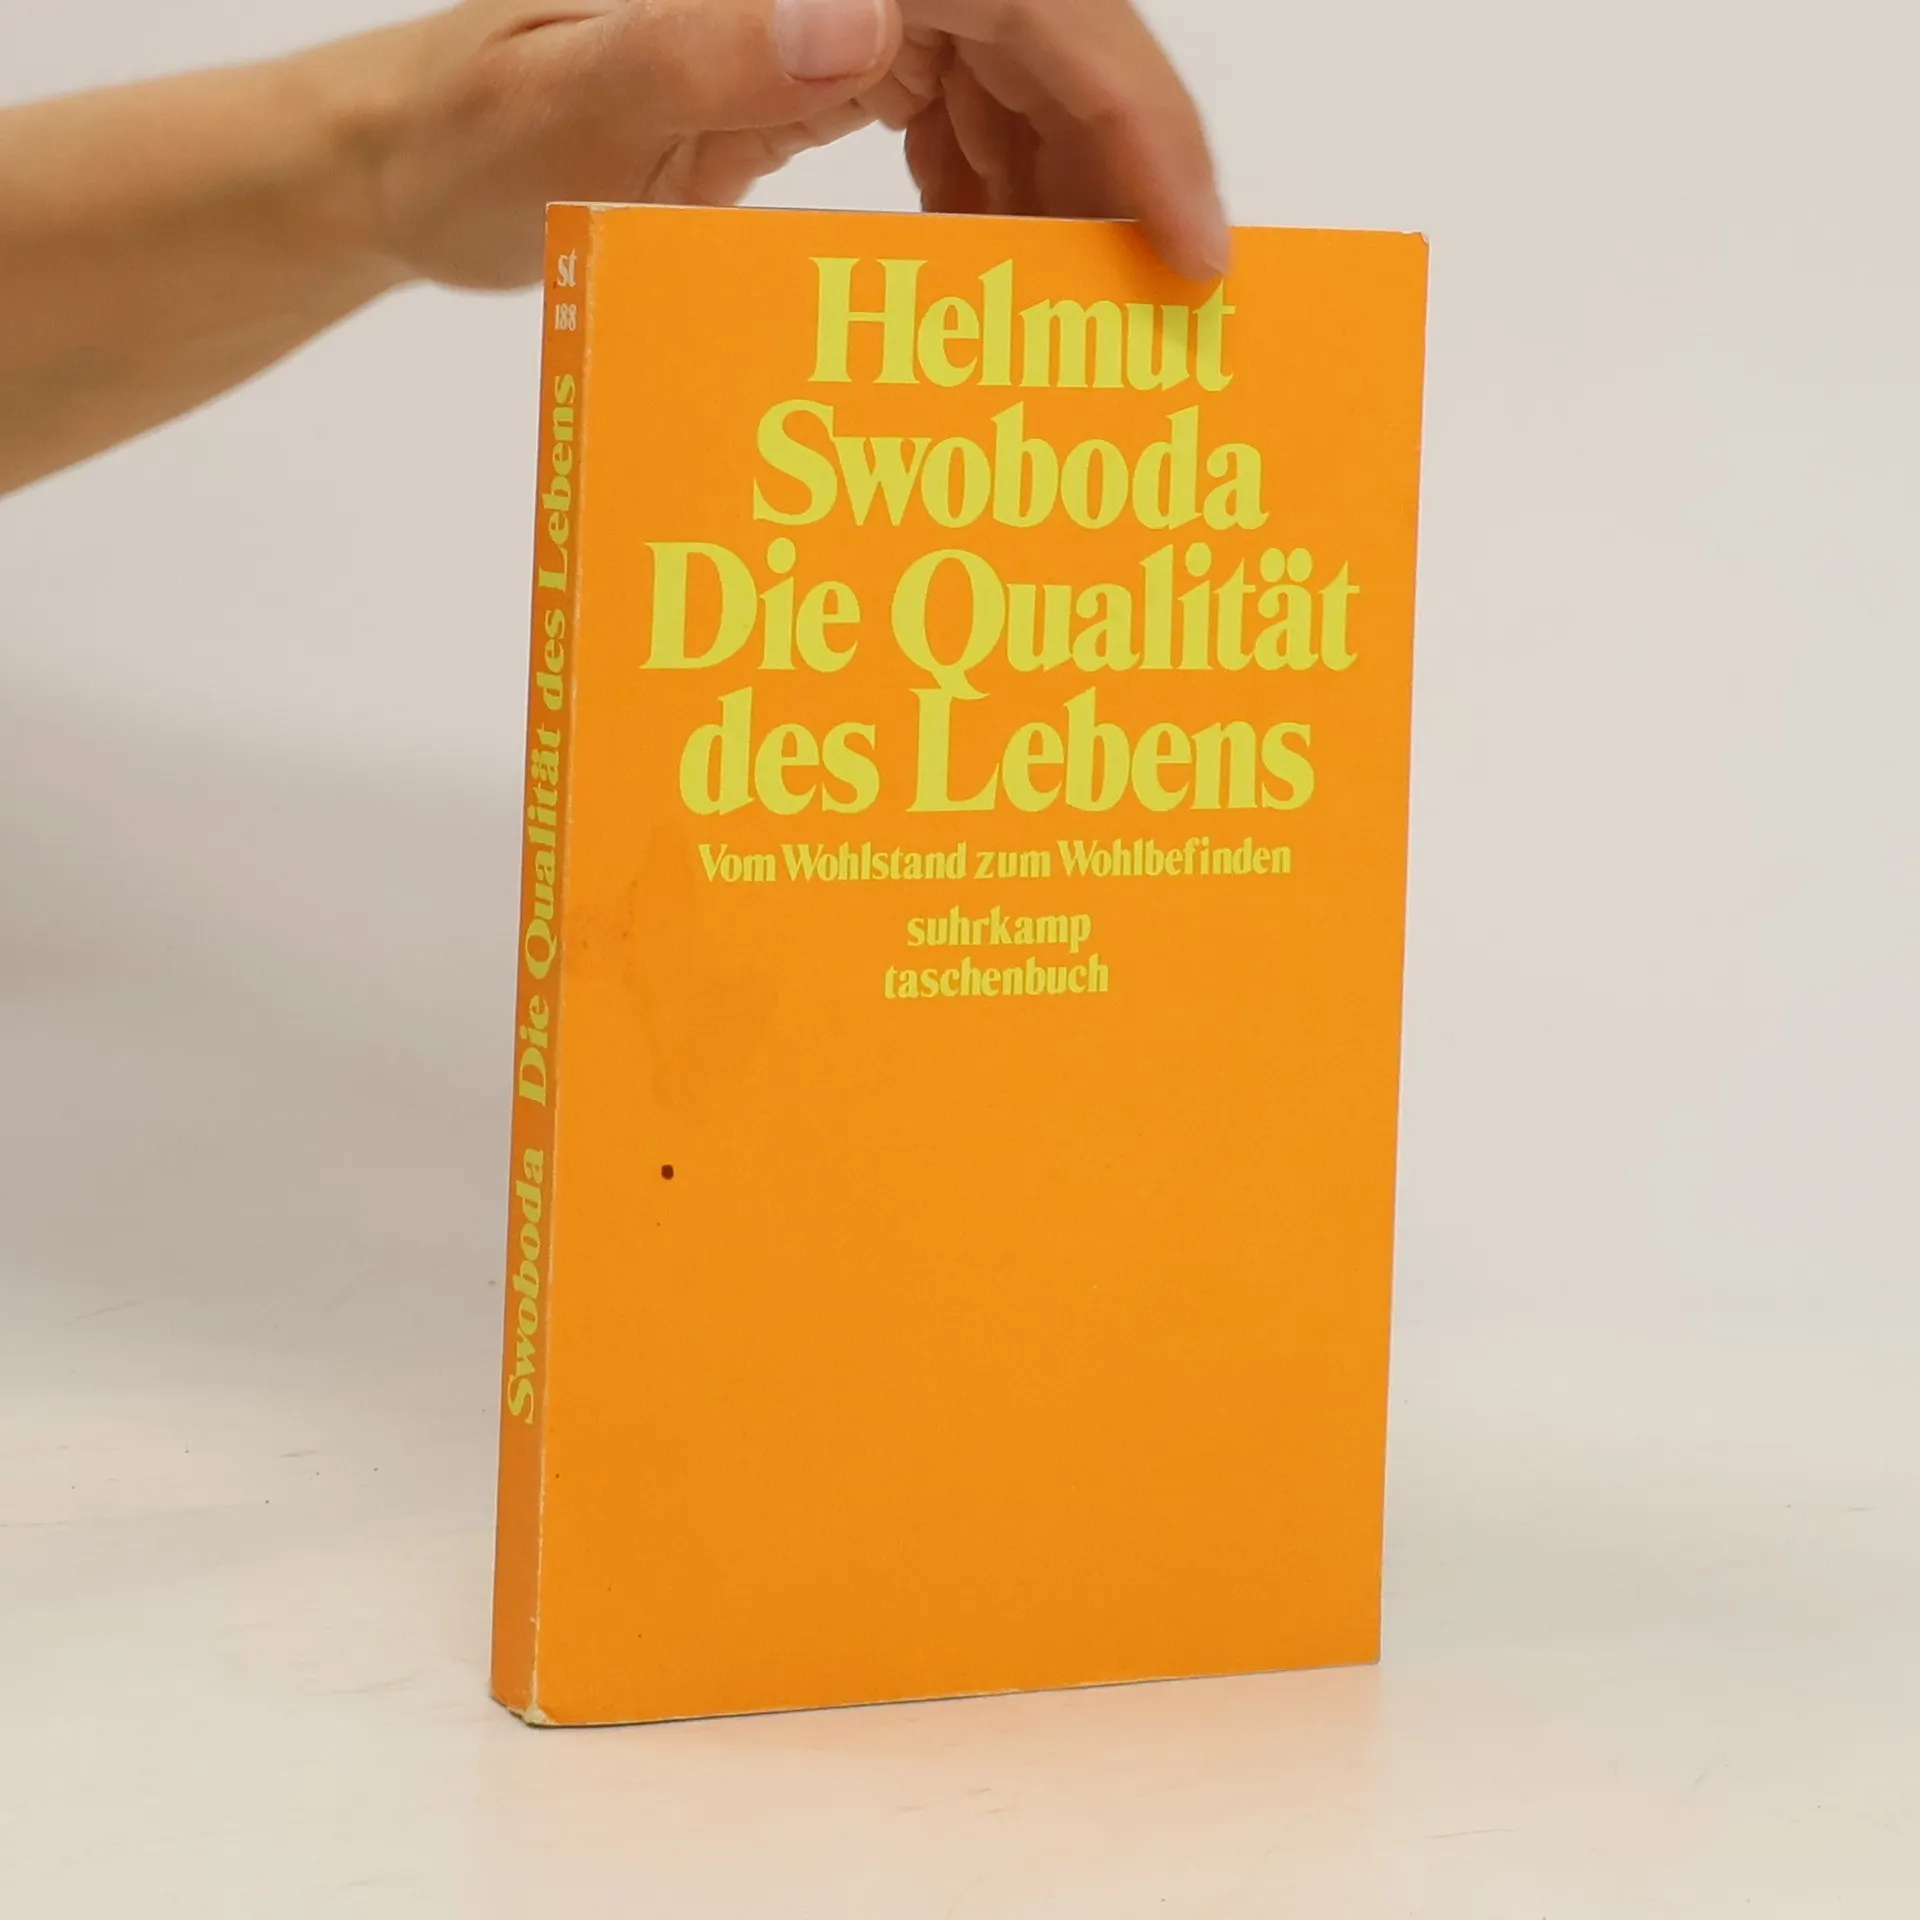 Helmut
Swoboda
Die Qualität
des Lebens
Vom Wohlstand zum Wohlbefinden
suhrkamp
taschenbuch
st
188
Swoboda Die Qualität des Lebens